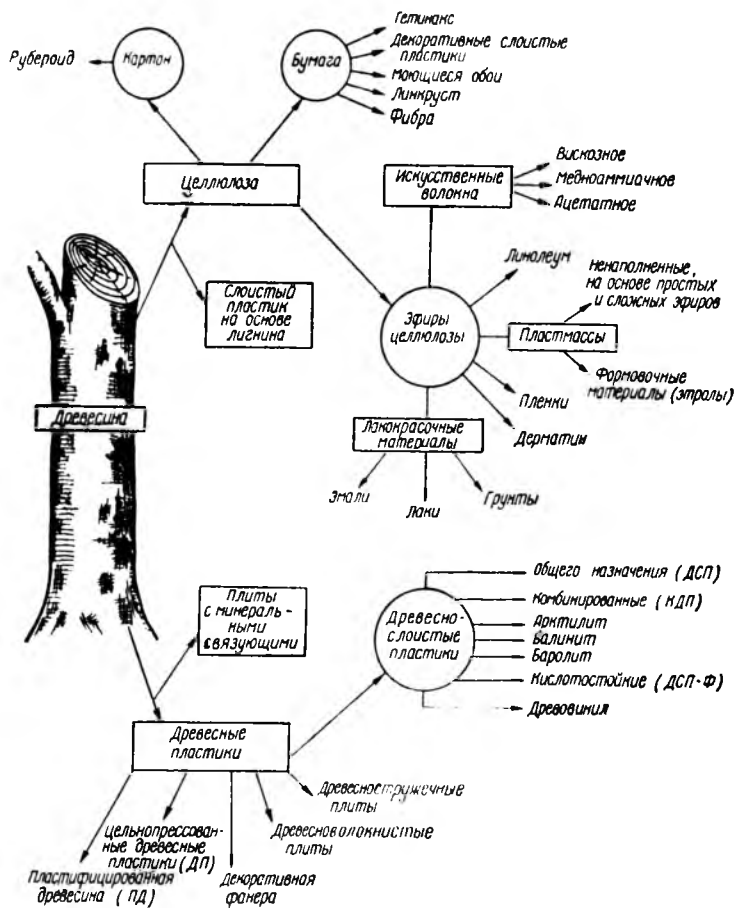 Рубероид
Картон
Бумага
Гетинакс
Декоративные слоистые
пластики
Моющиеся обои
Линкруст
Фибра
Целлюлоза
Искусственные
волокна
Вискозное
Медноаммиачное
Ацетатное
Слоистый
пластик
на основе
лигнина
Эфиры
целлюлозы
Линолеум
Ненаполненные,
на основе простых
и сложных эфиров
Пластмассы
Формовочные
материалы (этролы)
Пленки
Дерматин
Древесина
Лакокрасочные
материалы
Эмали
Лаки
Грунты
Плиты
с минераль-
ными
связующими
Древесно-
слоистые
пластики
Общего назначения (ДСП)
Комбинированные (КДП)
Арктилит
Балинит
Баролит
Кислотостойкие (ДСП-Ф)
Древовинил
Древесные
пластики
Древесностружечные
плиты
Древесноволокнистые
плиты
Декоративная
фанера
Цельнопрессован-
ные древесные
пластики (ДП)
Пластифицированная
древесина (ПД)